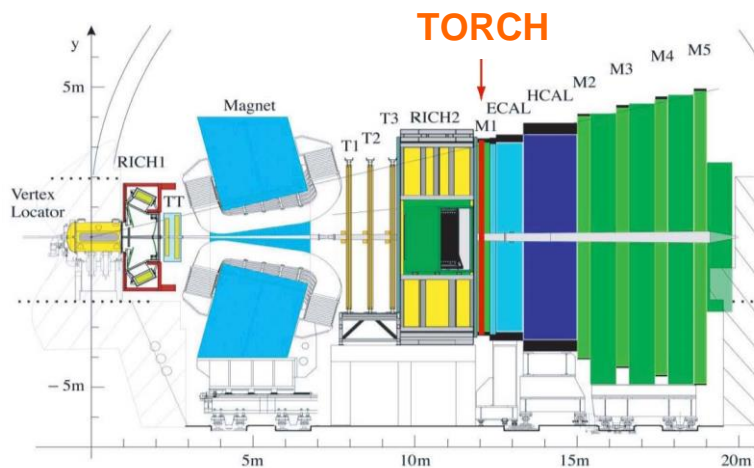 TORCH
y
5m
Magnet
RICH1
Vertex
Locator
TT
T1
T2
T3
RICH2
M1
ECAL
HCAL
M2
M3
M4
M5
−5m
5m
10m
15m
20m